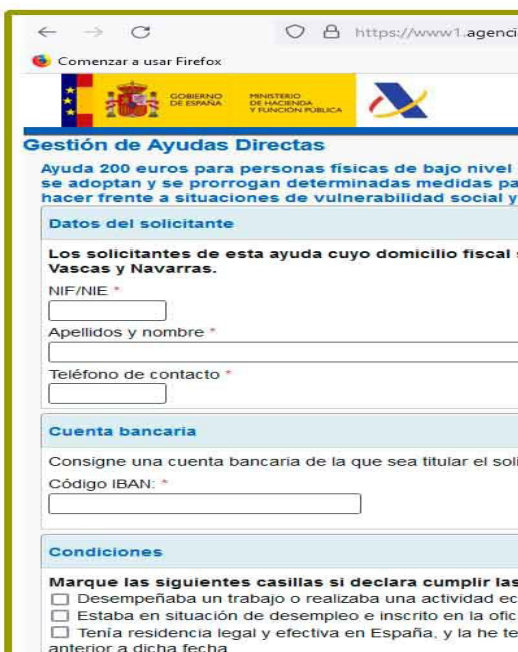 https://www1.agenci
Comenzar a usar Firefox
GOBIERNO
DE ESPAÑA
MINISTERIO
DE HACIENDA
Y FUNCIÓN PÚBLICA
Gestión de Ayudas Directas
Ayuda 200 euros para personas físicas de bajo nivel
se adoptan y se prorrogan determinadas medidas pa
hacer frente a situaciones de vulnerabilidad social y
Datos del solicitante
Los solicitantes de esta ayuda cuyo domicilio fiscal s
Vascas y Navarras.
NIF/NIE *
Apellidos y nombre *
Teléfono de contacto *
Cuenta bancaria
Consigne una cuenta bancaria de la que sea titular el soli
Código IBAN: *
Condiciones
Marque las siguientes casillas si declara cumplir las
Desempeñaba un trabajo o realizaba una actividad ec
Estaba en situación de desempleo e inscrito en la ofic
Tenía residencia legal y efectiva en España, y la he te
anterior a dicha fecha